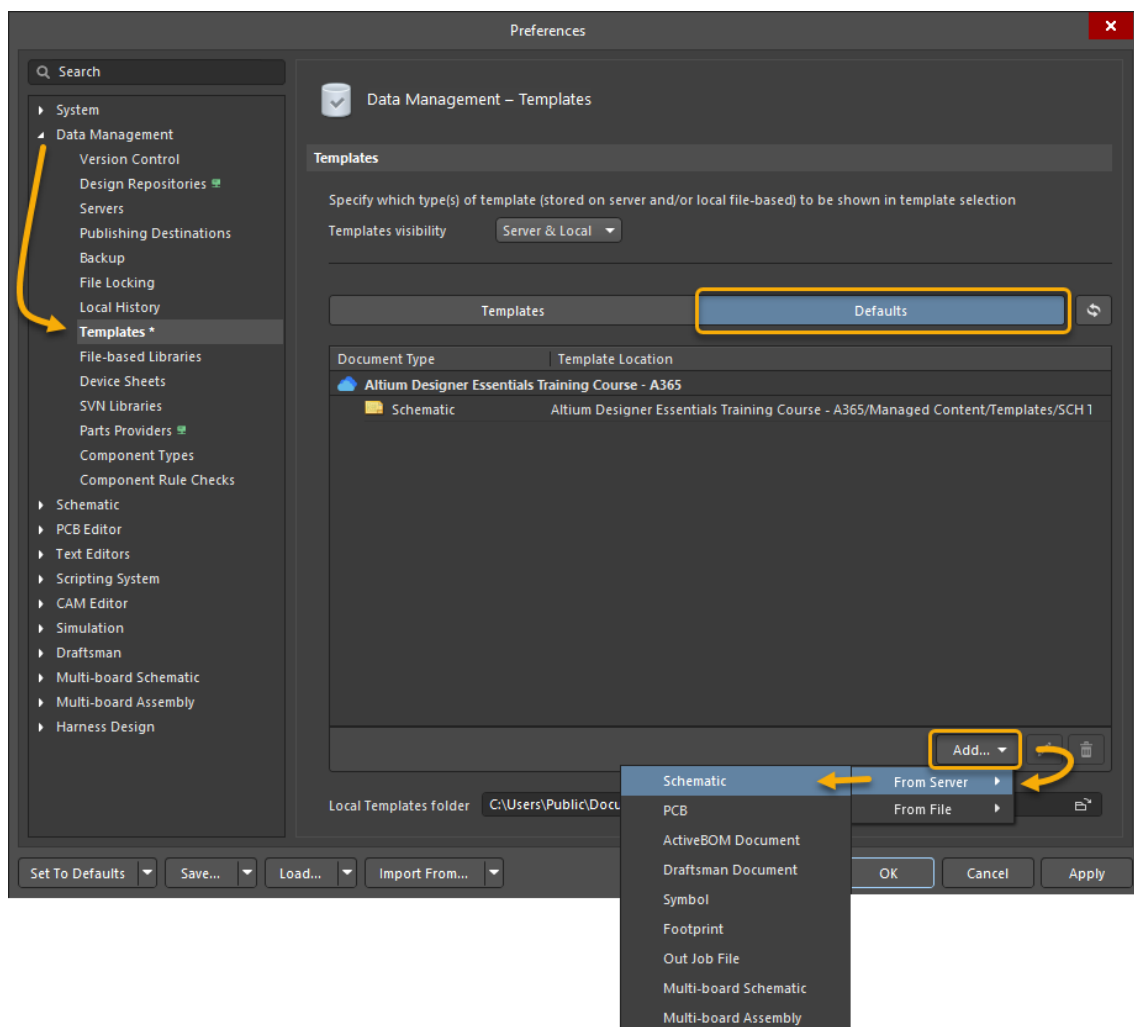 Preferences
Search
System
Data Management
Version Control
Design Repositories
Servers
Publishing Destinations
Backup
File Locking
Local History
Templates *
File-based Libraries
Device Sheets
SVN Libraries
Parts Providers
Component Types
Component Rule Checks
Schematic
PCB Editor
Text Editors
Scripting System
CAM Editor
Simulation
Draftsman
Multi-board Schematic
Multi-board Assembly
Harness Design
Data Management – Templates
Templates
Specify which type(s) of template (stored on server and/or local file-based) to be shown in template selection
Templates visibility Server & Local
Templates Defaults
Document Type Template Location
Altium Designer Essentials Training Course - A365
Schematic Altium Designer Essentials Training Course - A365/Managed Content/Templates/SCH
Add...
Local Templates folder C:\Users\Public\Docu
From Server
From File
Schematic
PCB
ActiveBOM Document
Draftsman Document
Symbol
Footprint
Out Job File
Multi-board Schematic
Multi-board Assembly
Set To Defaults Save... Load... Import From... OK Cancel Apply